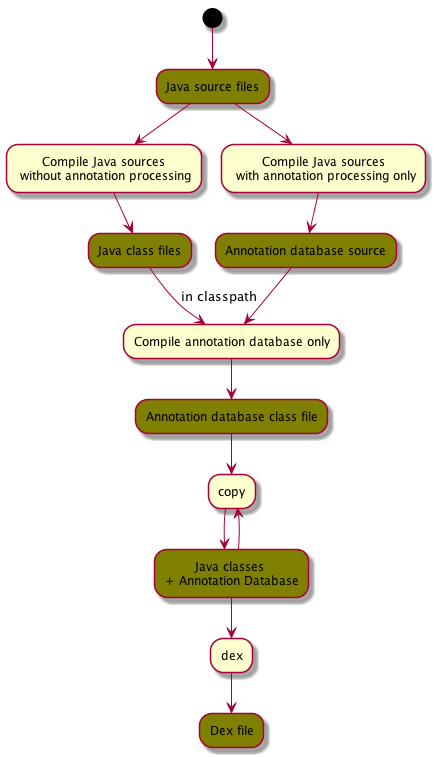 Java source files
Compile Java sources
without annotation processing
Compile Java sources
with annotation processing only
Java class files
Annotation database source
in classpath
Compile annotation database only
Annotation database class file
copy
Java classes
+ Annotation Database
dex
Dex file